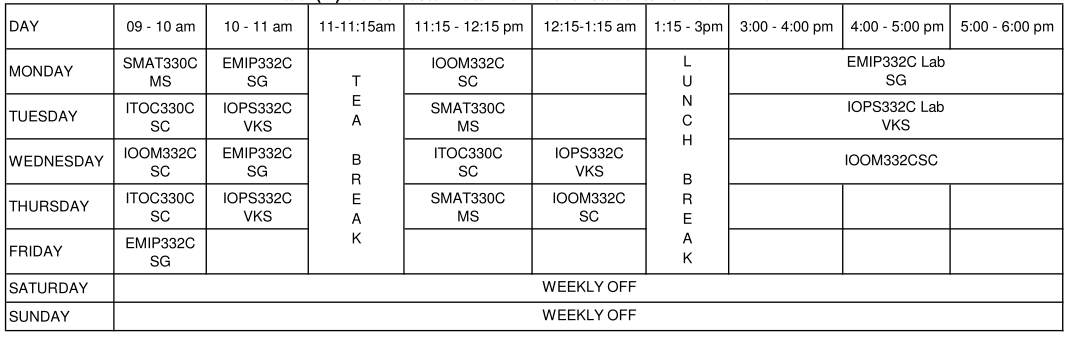 DAY 09 - 10 am 10 - 11 am 11-11:15am 11:15 - 12:15 pm 12:15-1:15 am 1:15 - 3pm 3:00 - 4:00 pm 4:00 - 5:00 pm 5:00 - 6:00 pm
MONDAY SMAT330C EMIP332C IOOM332C EMIP332C Lab
MS SG SC SG
TUESDAY ITOC330C IOPS332C SMAT330C IOPS332C Lab
SC VKS MS VKS
WEDNESDAY IOOM332C EMIP332C ITOC330C IOPS332C IOOM332CSC
SC SG SC VKS
THURSDAY ITOC330C IOPS332C SMAT330C IOOM332C
SC VKS MS SC
FRIDAY EMIP332C
SG
T
E
A
B
R
E
A
K
L
U
N
C
H
B
R
E
A
K
SATURDAY WEEKLY OFF
SUNDAY WEEKLY OFF